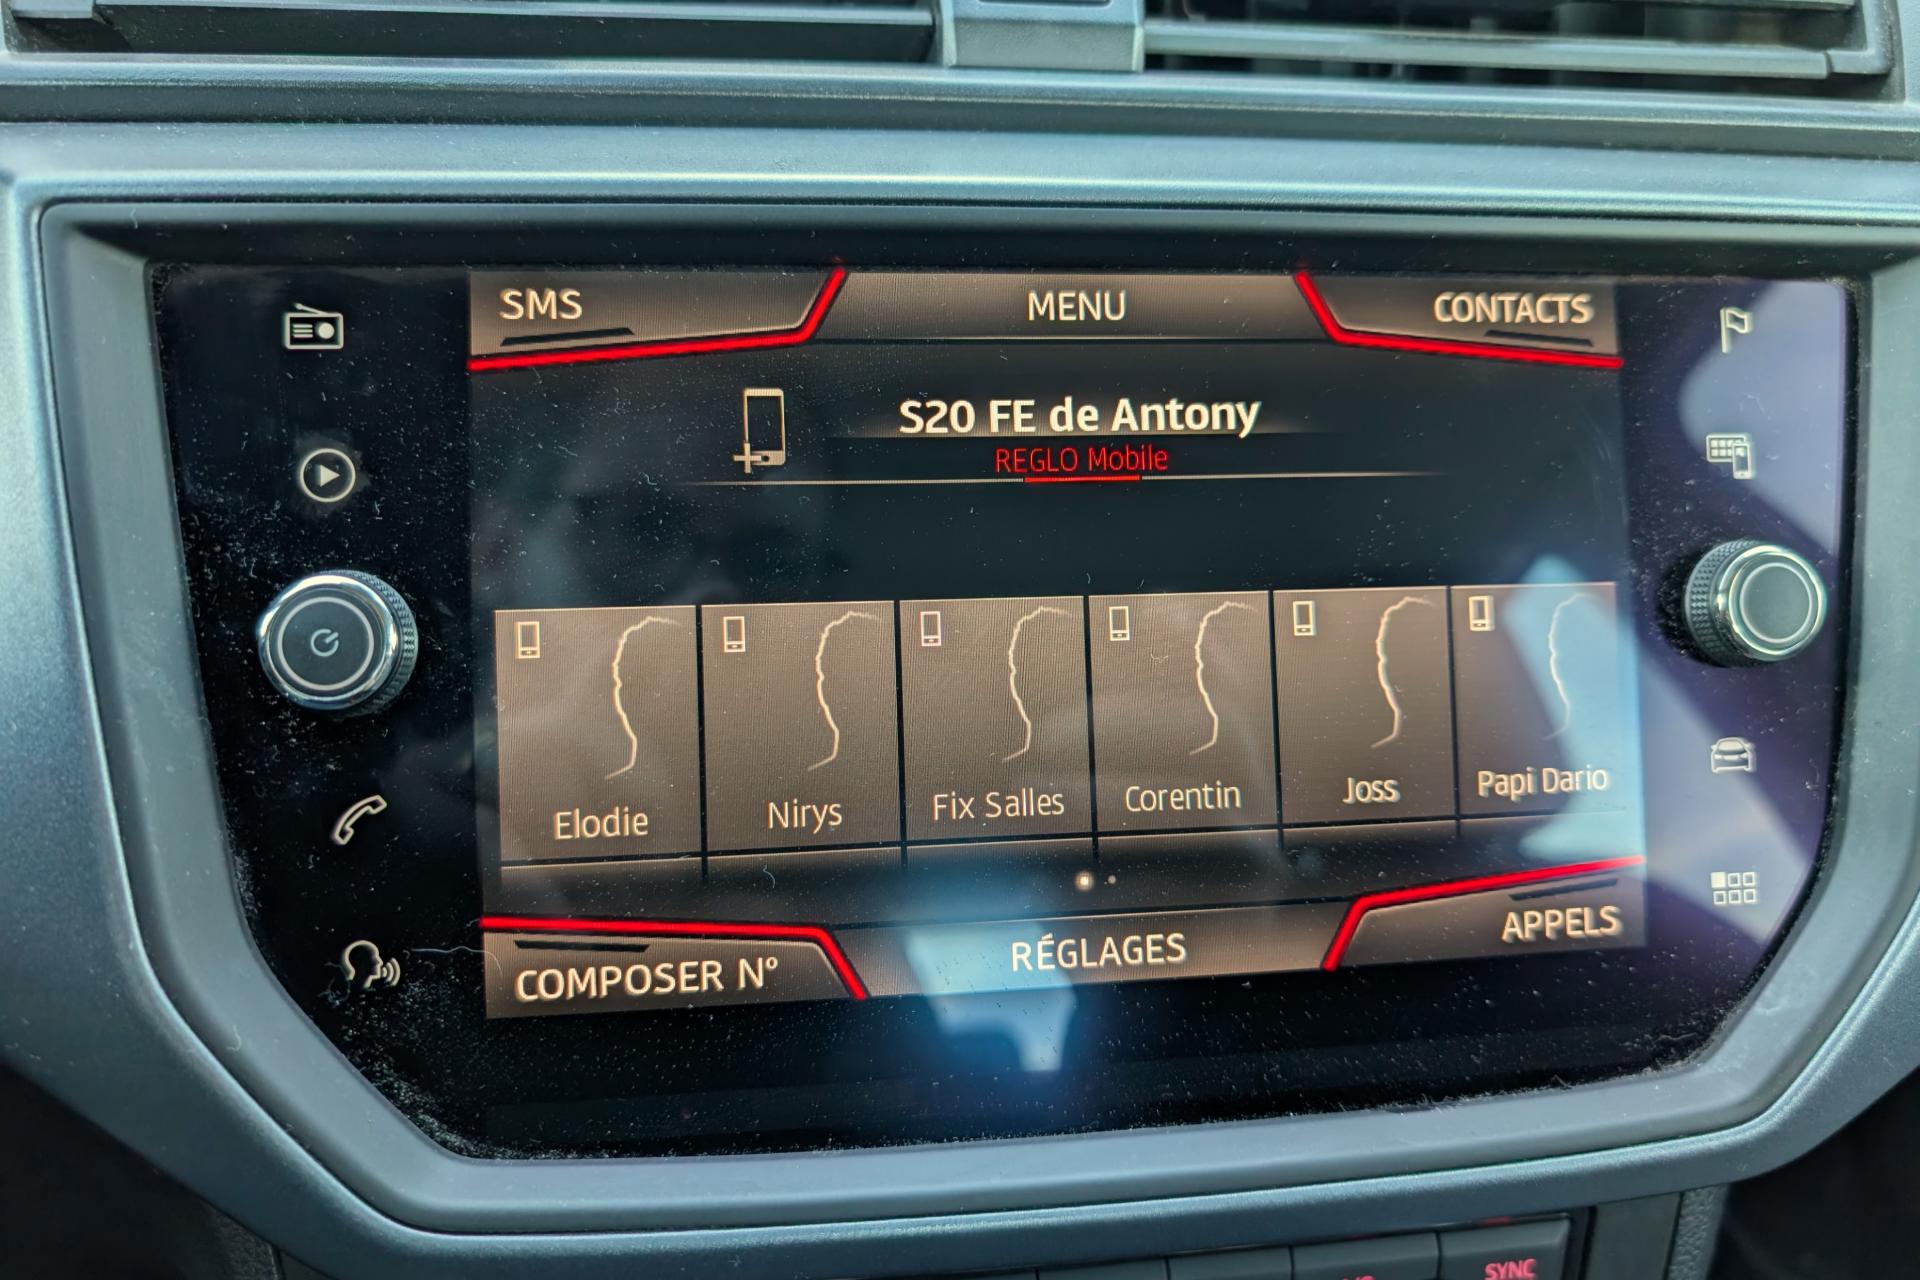 SMS
MENU
CONTACTS
S20 FE de Antony
REGLO Mobile
Elodie
Nirys
Fix Salles
Corentin
Joss
Papi Dario
COMPOSER N°
RÉGLAGES
APPELS
SYNC